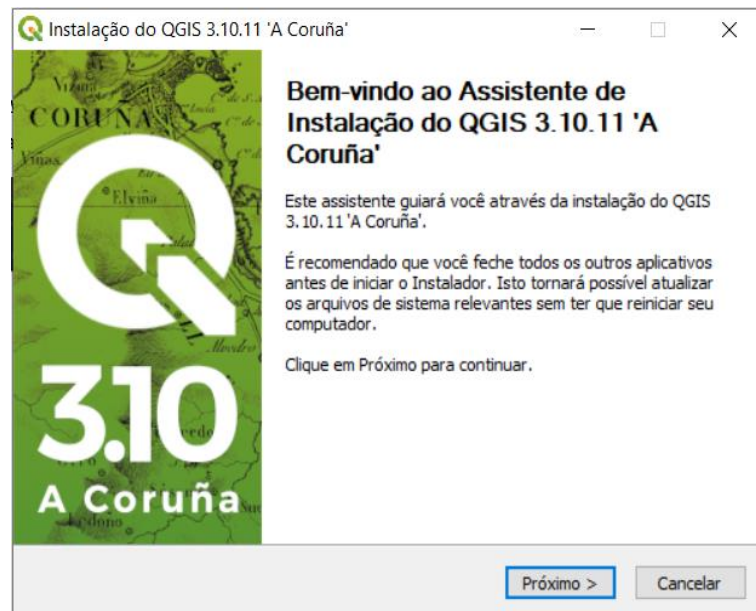 Instalação do QGIS 3.10.11 'A Coruña'
CORUÑA
Viñas
Elviña
3.10
A Coruña
Bem-vindo ao Assistente de
Instalação do QGIS 3.10.11 'A
Coruña'
Este assistente guiará você através da instalação do QGIS
3.10.11 'A Coruña'.
É recomendado que você feche todos os outros aplicativos
antes de iniciar o Instalador. Isto tornará possível atualizar
os arquivos de sistema relevantes sem ter que reiniciar seu
computador.
Clique em Próximo para continuar.
Próximo >
Cancelar